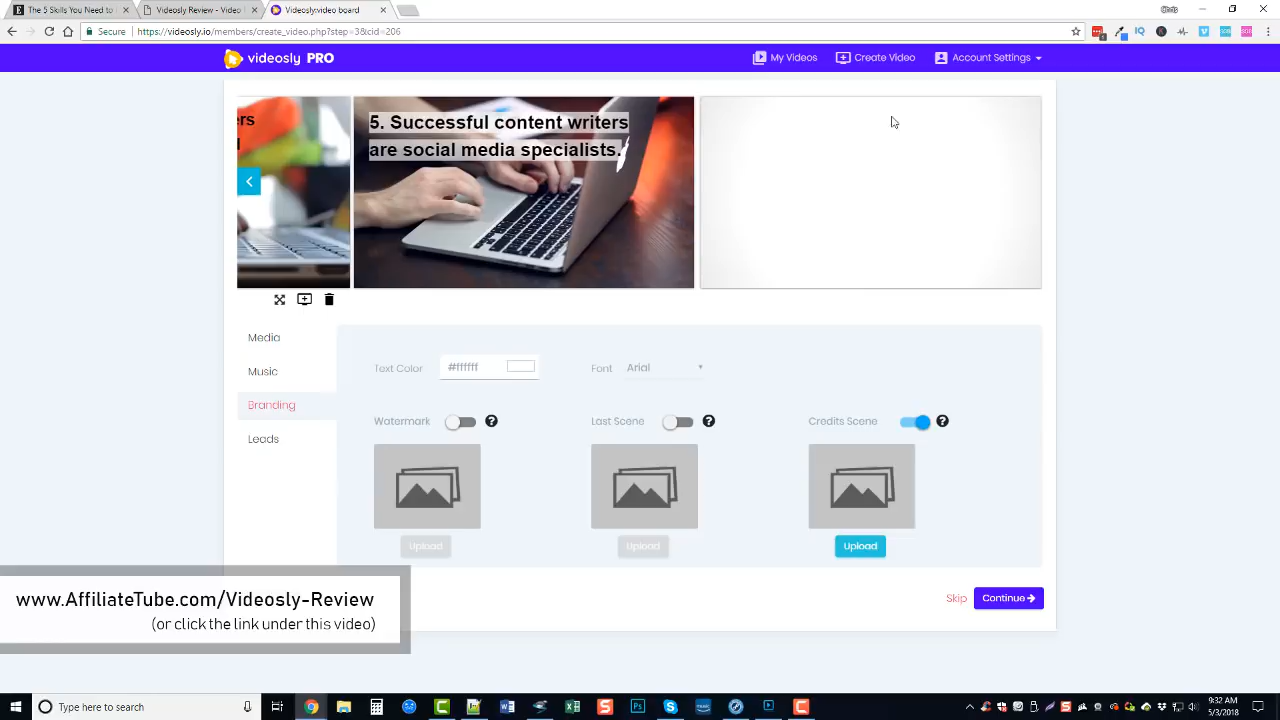 The 5 Skills You Need to
Videosly Review - Video
Videosly:video board
Chris
Secure
https://videosly.io/members/create_video.php?step=3&cid=206
videosly PRO
My Videos
Create Video
Account Settings
ers
d
5. Successful content writers
are social media specialists.
Media
Music
Branding
Leads
Text Color
#ffffff
Font
Arial
Watermark
Last Scene
Credits Scene
Upload
Upload
Upload
Skip
Continue
www.AffiliateTube.com/Videosly-Review
(or click the link under this video)
Type here to search
9:32 AM
5/3/2018